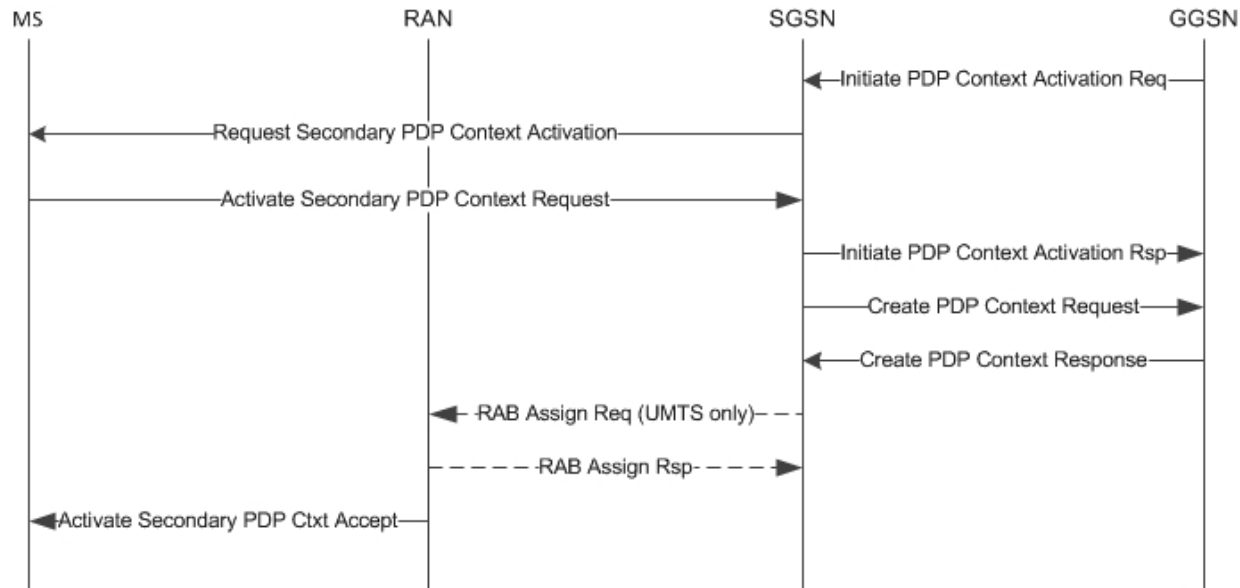 MS RAN SGSN GGSN
Initiate PDP Context Activation Req
Request Secondary PDP Context Activation
Activate Secondary PDP Context Request
Initiate PDP Context Activation Rsp
Create PDP Context Request
Create PDP Context Response
RAB Assign Req (UMTS only)
RAB Assign Rsp
Activate Secondary PDP Ctxt Accept